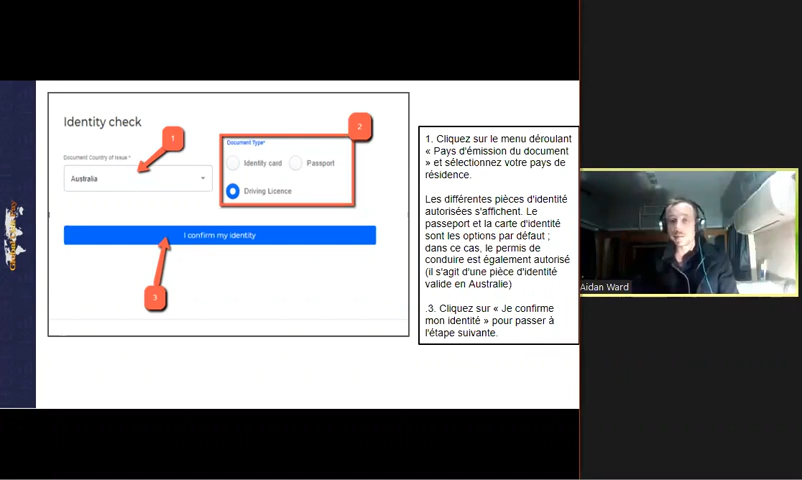 Identity check
1
2
Document Country of Issue*
Australia
Document Type*
Identity card
Passport
Driving Licence
I confirm my identity
3
1. Cliquez sur le menu déroulant
« Pays d'émission du document
» et sélectionnez votre pays de
résidence.
Les différentes pièces d'identité
autorisées s'affichent. Le
passeport et la carte d'identité
sont les options par défaut ;
dans ce cas, le permis de
conduire est également autorisé
(il s'agit d'une pièce d'identité
valide en Australie)
.3. Cliquez sur « Je confirme
mon identité » pour passer à
l'étape suivante.
Aidan Ward